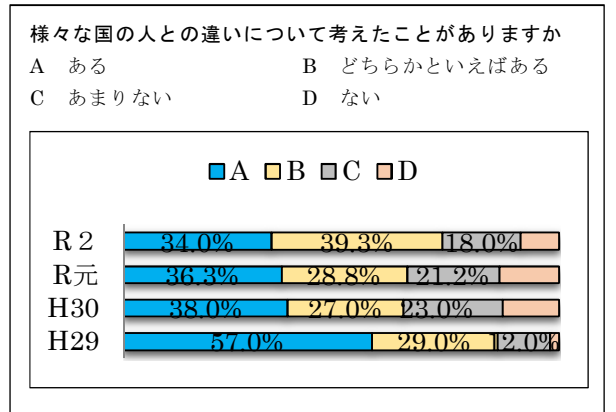 様々な国の人との違いについて考えたことがありますか
A ある B どちらかといえばある
C あまりない D ない
A B C D
R２ 34.0% 39.3% 18.0%
R元 36.3% 28.8% 21.2%
H30 38.0% 27.0% 23.0%
H29 57.0% 29.0% 12.0%